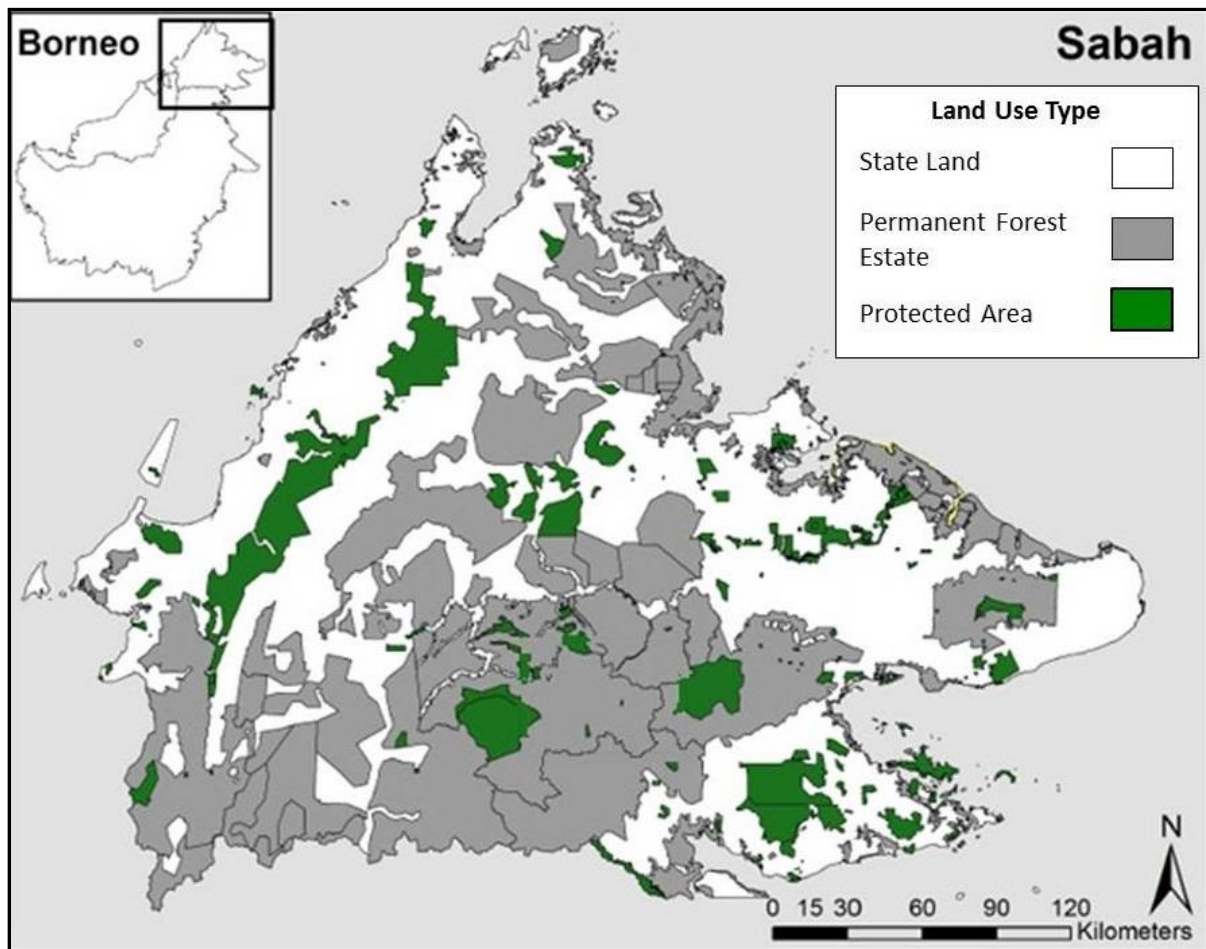 Borneo
Sabah
Land Use Type
State Land
Permanent Forest
Estate
Protected Area
N
0 15 30 60 90 120
Kilometers